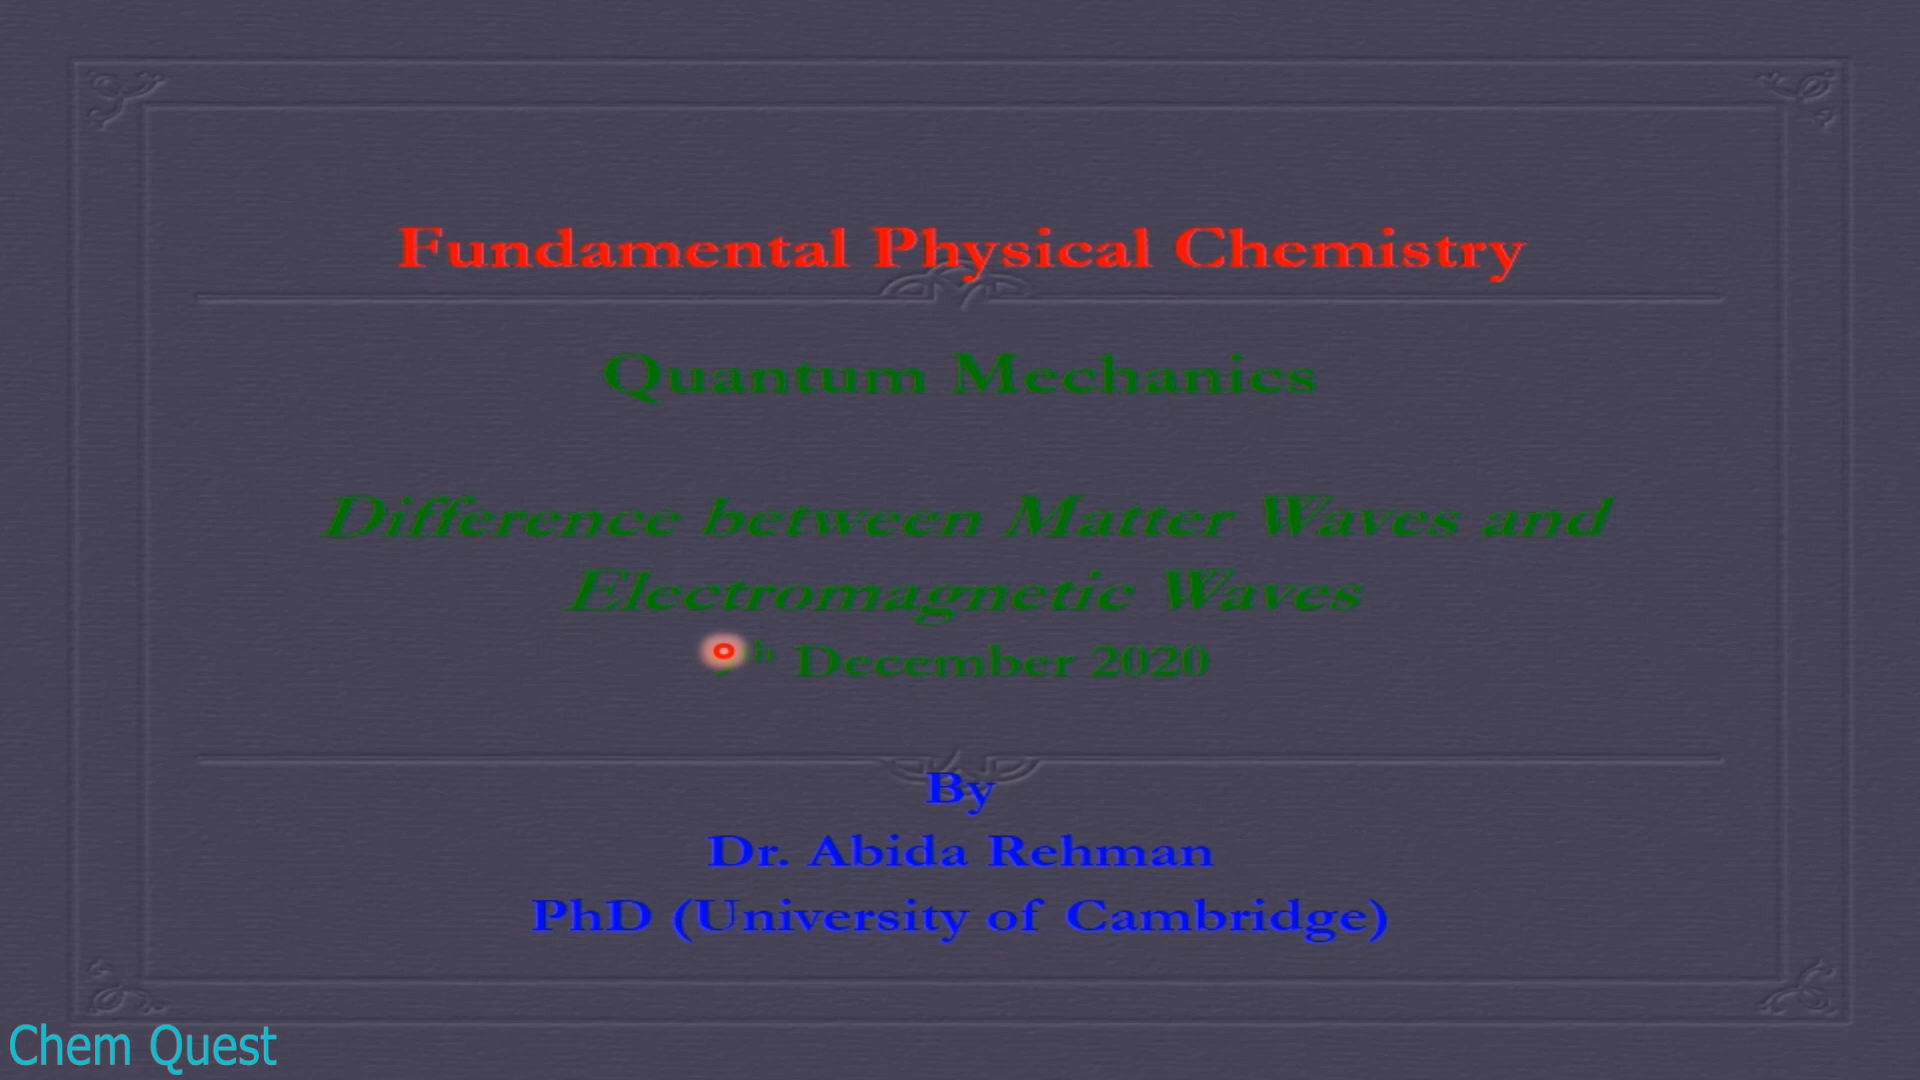 Fundamental Physical Chemistry
Quantum Mechanics
Difference between Matter Waves and
Electromagnetic Waves
December 2020
By
Dr. Abida Rehman
PhD (University of Cambridge)
Chem Quest